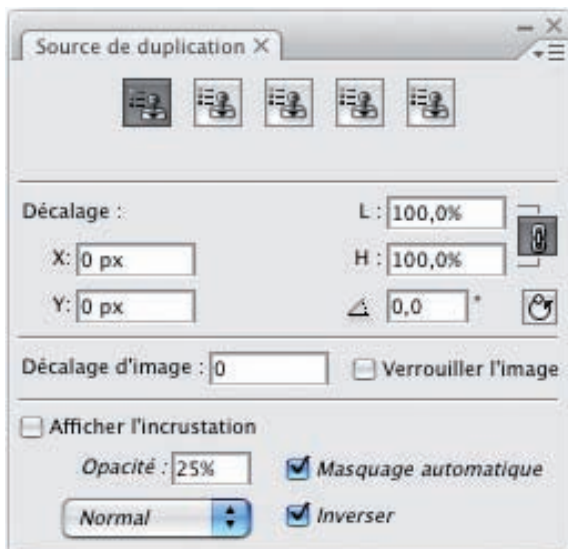 Source de duplication
Décalage : L : 100,0%
X: 0 px H : 100,0%
Y: 0 px 0,0 °
Décalage d'image : 0 Verrouiller l'image
Afficher l'incrustation
Opacité : 25% Masquage automatique
Normal Inverser